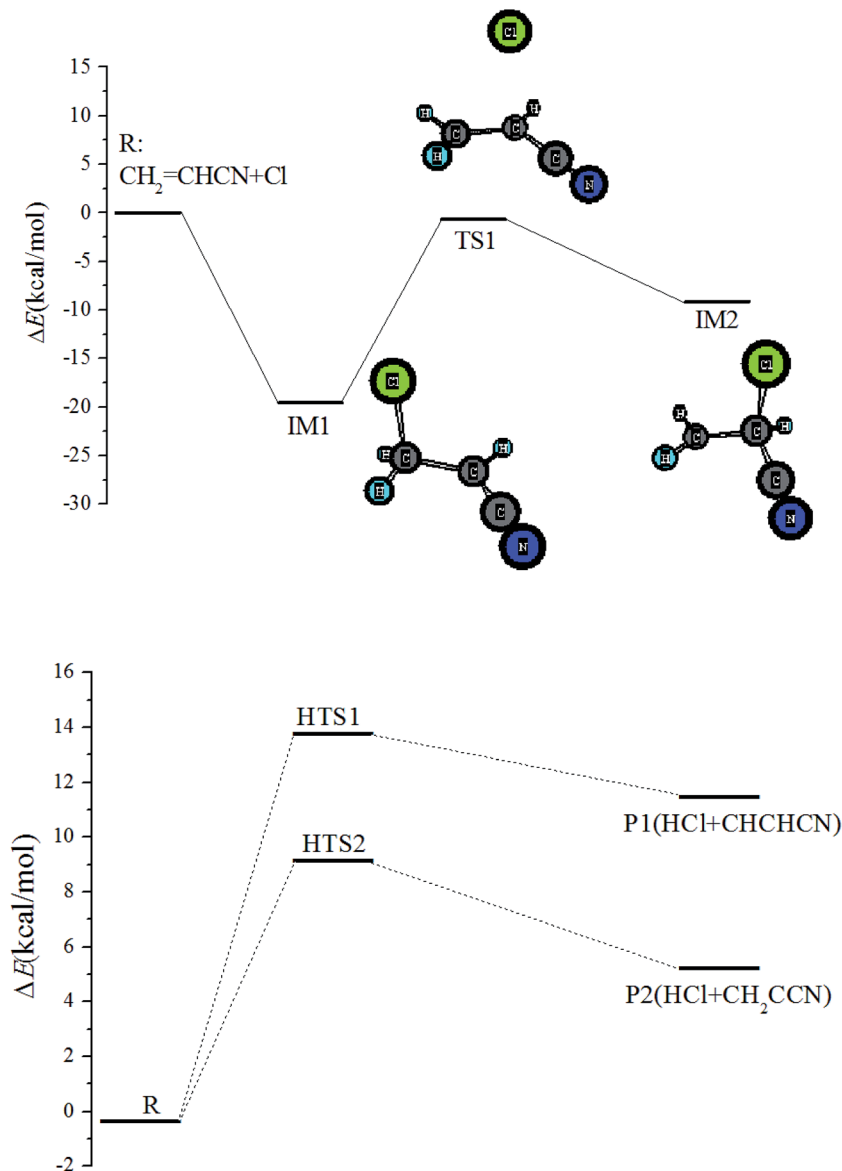 Cl
15
10
5
0
-5
-10
-15
-20
-25
-30
ΔE(kcal/mol)
R:
CH₂=CHCN+Cl
H
H
C
C
H
C
N
TS1
IM2
IM1
Cl
H
H
C
C
H
C
N
Cl
H
H
C
C
H
C
N
16
14
12
10
8
6
4
2
0
-2
ΔE(kcal/mol)
HTS1
HTS2
P1(HCl+CHCHCN)
P2(HCl+CH₂CCN)
R